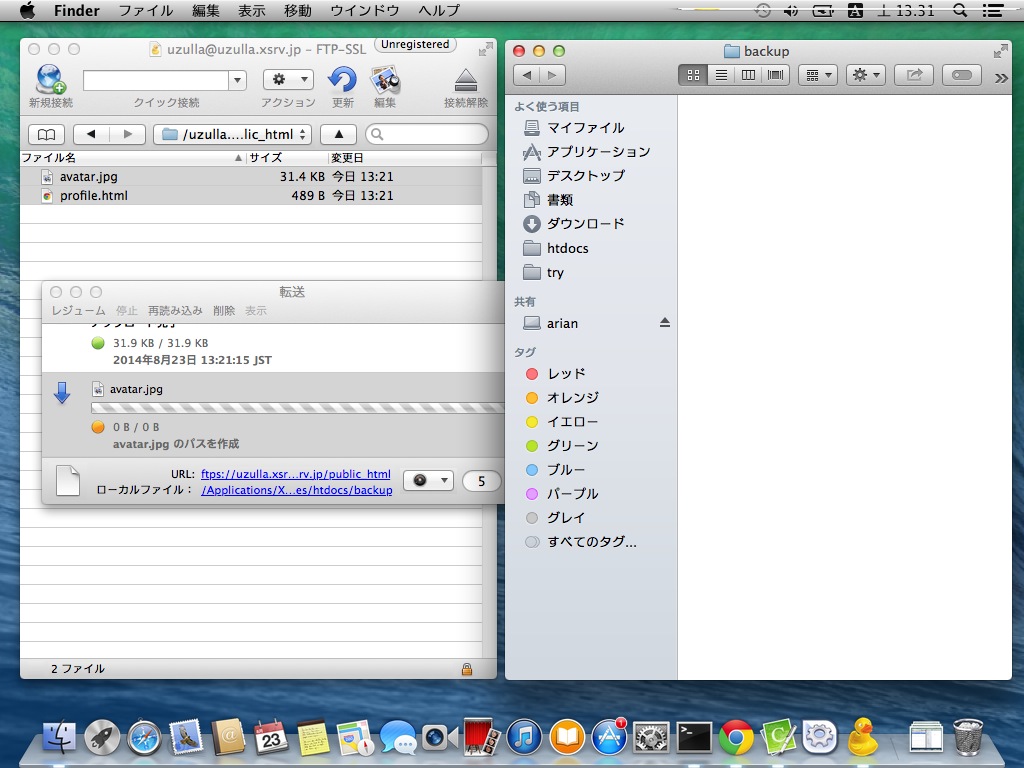 Finder ファイル 編集 表示 移動 ウインドウ ヘルプ
A 土 13.31
uzulla@uzulla.xsrv.jp – FTP-SSL Unregistered
新規接続 クイック接続 アクション 更新 編集 接続解除
/uzulla....lic_html
ファイル名 サイズ 変更日
avatar.jpg 31.4 KB 今日 13:21
profile.html 489 B 今日 13:21
転送
レジューム 停止 再読み込み 削除 表示
31.9 KB / 31.9 KB
2014年8月23日 13:21:15 JST
avatar.jpg
0 B / 0 B
avatar.jpg のパスを作成
URL: ftps://uzulla.xsr...rv.jp/public_html
ローカルファイル： /Applications/X...es/htdocs/backup
5
2 ファイル
backup
よく使う項目
マイファイル
アプリケーション
デスクトップ
書類
ダウンロード
htdocs
try
共有
arian
タグ
レッド
オレンジ
イエロー
グリーン
ブルー
パープル
グレイ
すべてのタグ...
23
1